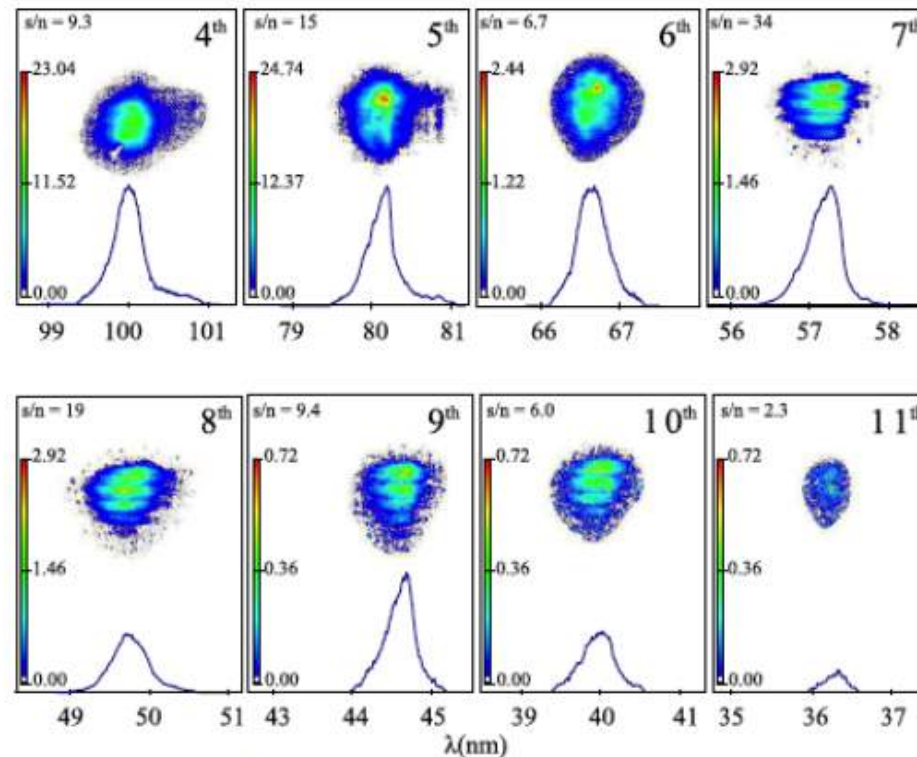 s/n = 9.3 4th
23.04
11.52
0.00
99 100 101
s/n = 15 5th
24.74
12.37
0.00
79 80 81
s/n = 6.7 6th
2.44
1.22
0.00
66 67
s/n = 34 7th
2.92
1.46
0.00
56 57 58
s/n = 19 8th
2.92
1.46
0.00
49 50 51
s/n = 9.4 9th
0.72
0.36
0.00
43 44 45
s/n = 6.0 10th
0.72
0.36
0.00
39 40 41
s/n = 2.3 11th
0.72
0.36
0.00
35 36 37
λ(nm)